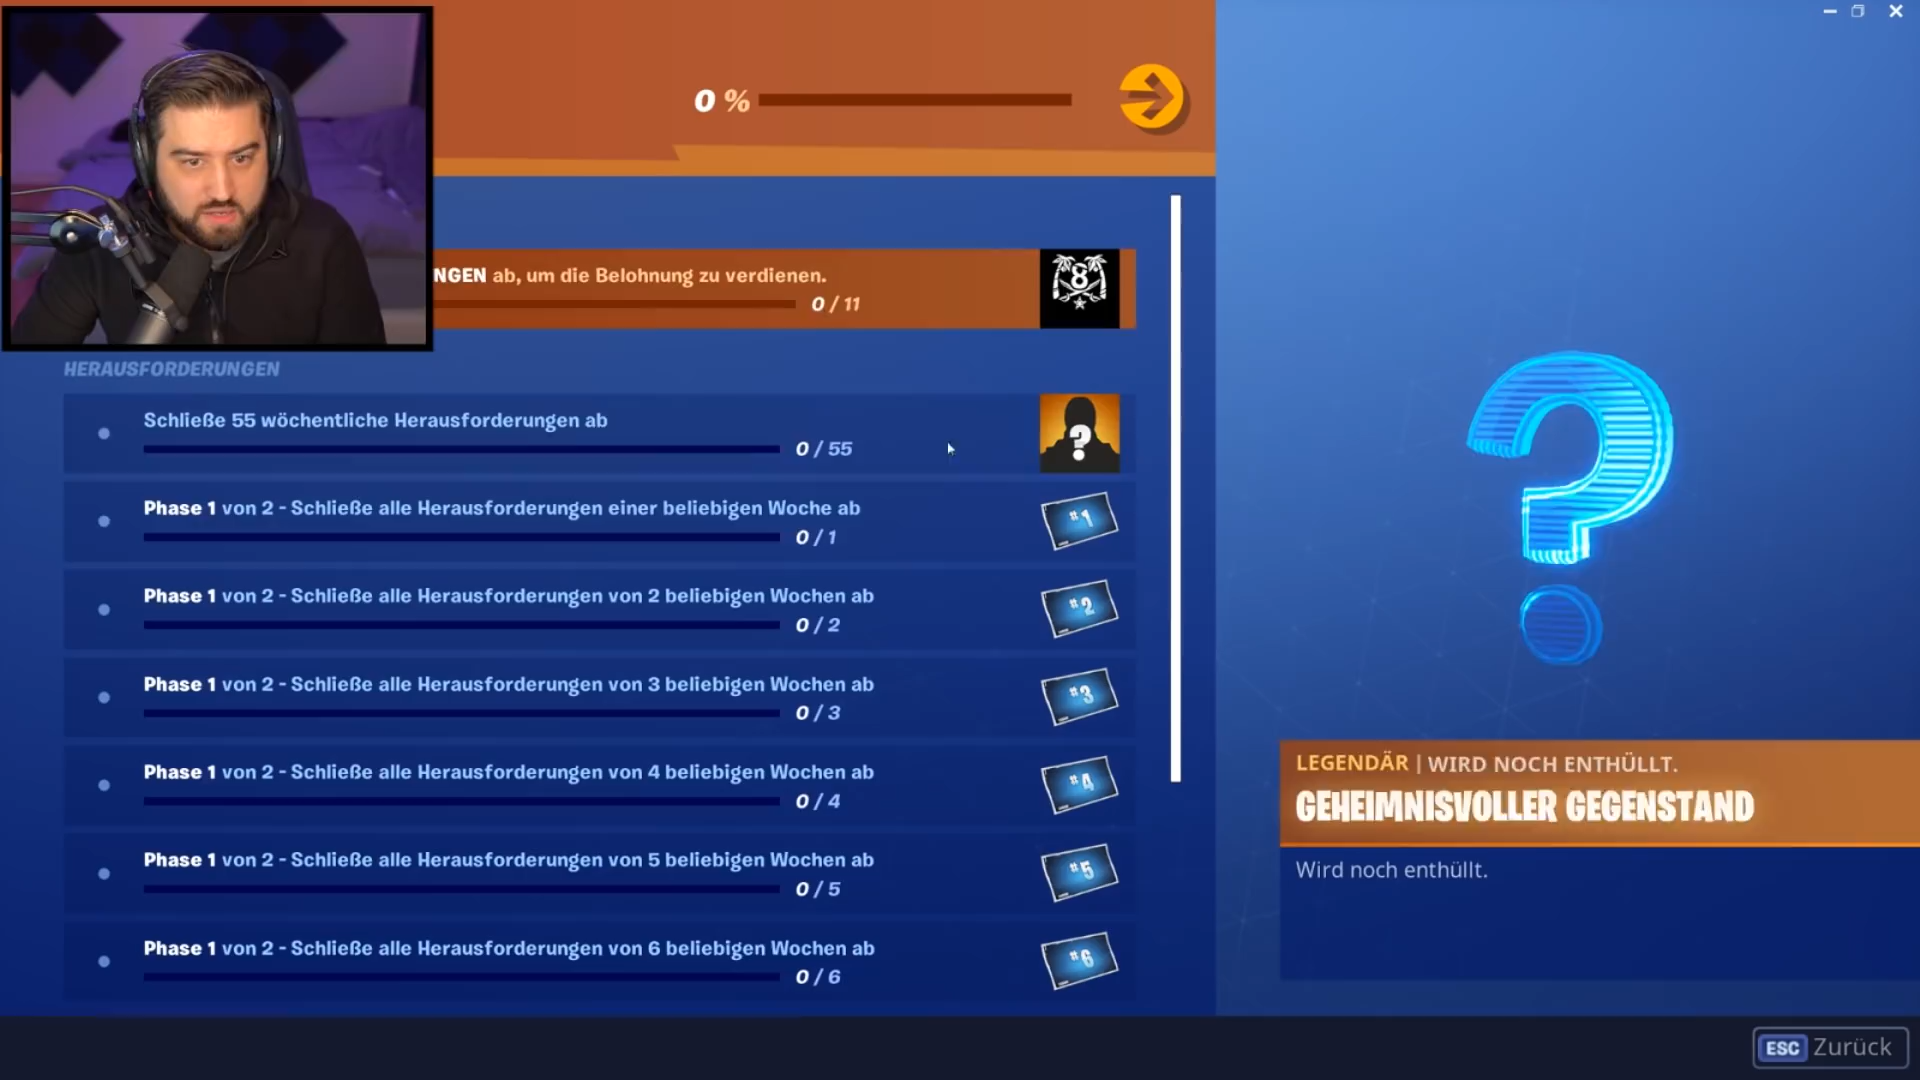 0 %
NGEN ab, um die Belohnung zu verdienen.
0 / 11
8
HERAUSFORDERUNGEN
Schließe 55 wöchentliche Herausforderungen ab
0 / 55
?
Phase 1 von 2 - Schließe alle Herausforderungen einer beliebigen Woche ab
0 / 1
#1
Phase 1 von 2 - Schließe alle Herausforderungen von 2 beliebigen Wochen ab
0 / 2
#2
Phase 1 von 2 - Schließe alle Herausforderungen von 3 beliebigen Wochen ab
0 / 3
#3
Phase 1 von 2 - Schließe alle Herausforderungen von 4 beliebigen Wochen ab
0 / 4
#4
Phase 1 von 2 - Schließe alle Herausforderungen von 5 beliebigen Wochen ab
0 / 5
#5
Phase 1 von 2 - Schließe alle Herausforderungen von 6 beliebigen Wochen ab
0 / 6
#6
?
LEGENDÄR | WIRD NOCH ENTHÜLLT.
GEHEIMNISVOLLER GEGENSTAND
Wird noch enthüllt.
ESC Zurück